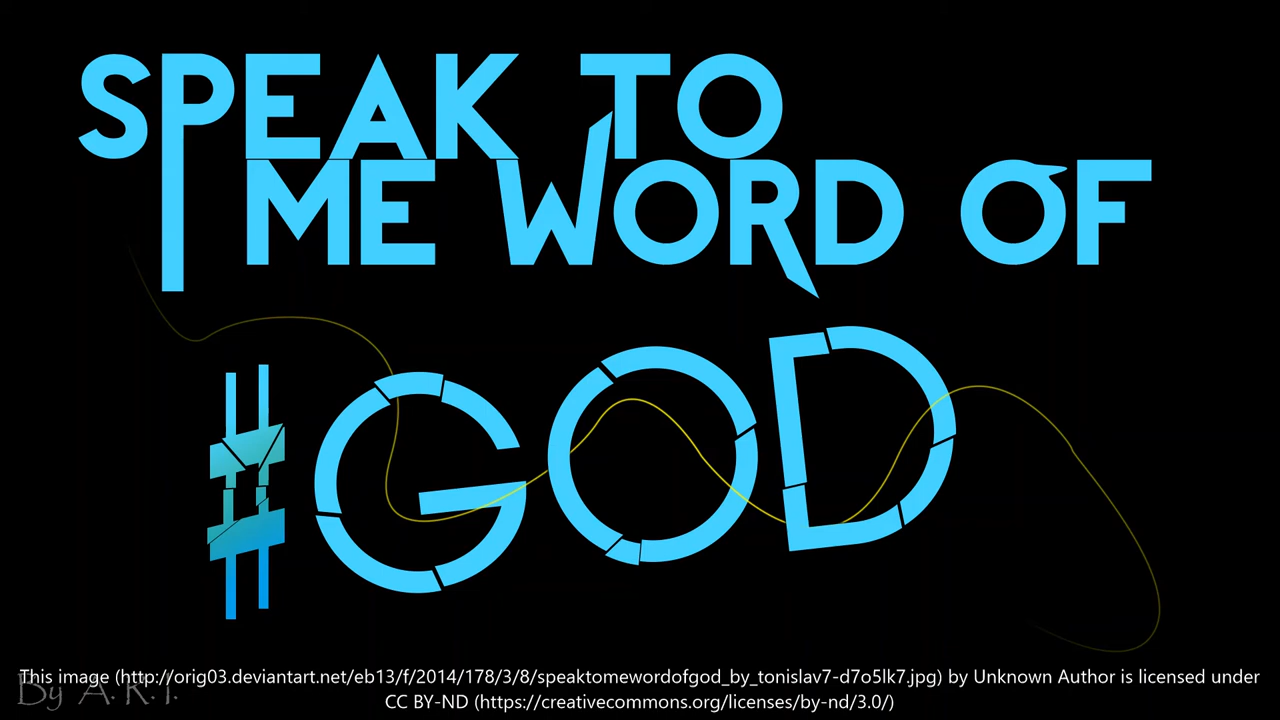 SPEAK TO
ME WORD OF
#GOD
This image (http://orig03.deviantart.net/eb13/f/2014/178/3/8/speaktomewordofgod_by_tonislav7-d7o5lk7.jpg) by Unknown Author is licensed under
CC BY-ND (https://creativecommons.org/licenses/by-nd/3.0/)
By A.R.T.